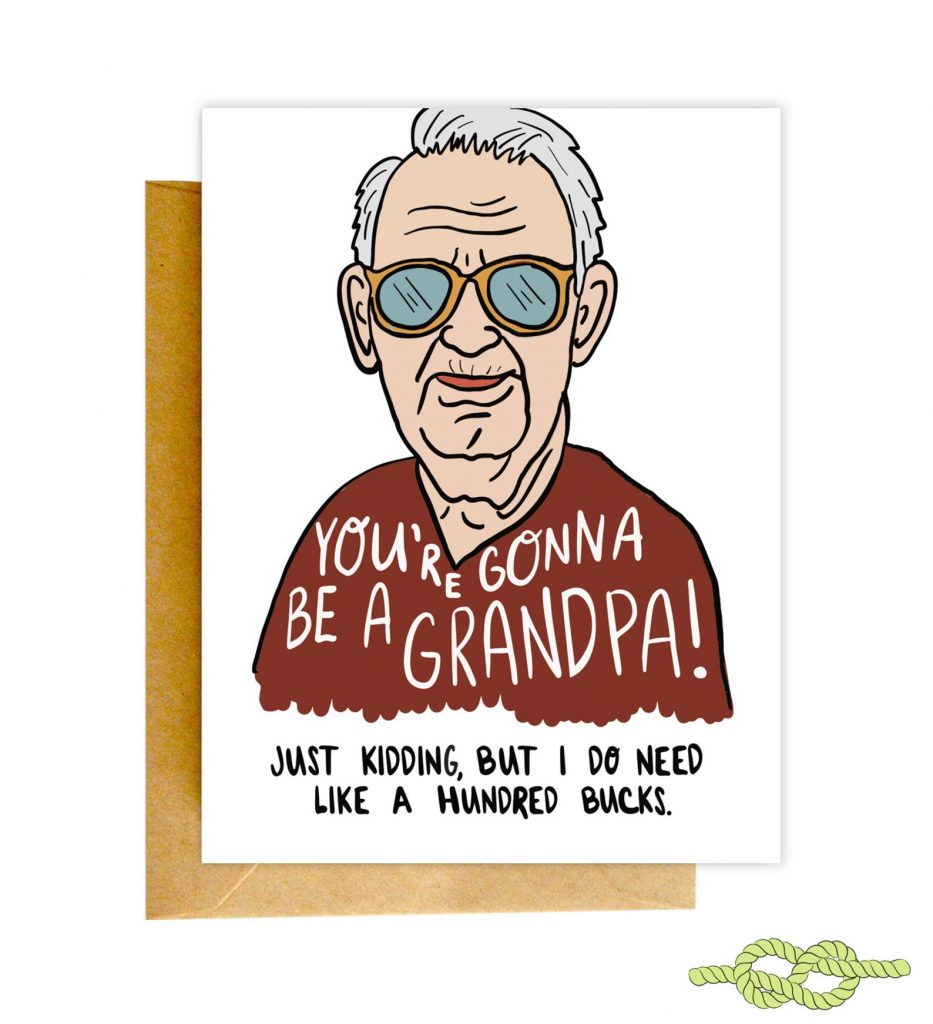 YOU'RE GONNA
BE A GRANDPA!
JUST KIDDING, BUT I DO NEED
LIKE A HUNDRED BUCKS.